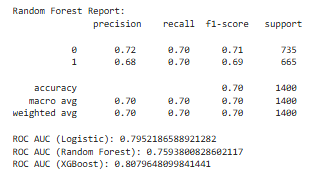 Random Forest Report:
precision recall f1-score support
0 0.72 0.70 0.71 735
1 0.68 0.70 0.69 665
accuracy 0.70 1400
macro avg 0.70 0.70 0.70 1400
weighted avg 0.70 0.70 0.70 1400
ROC AUC (Logistic): 0.7952186588921282
ROC AUC (Random Forest): 0.7593800828602117
ROC AUC (XGBoost): 0.8079648099841441